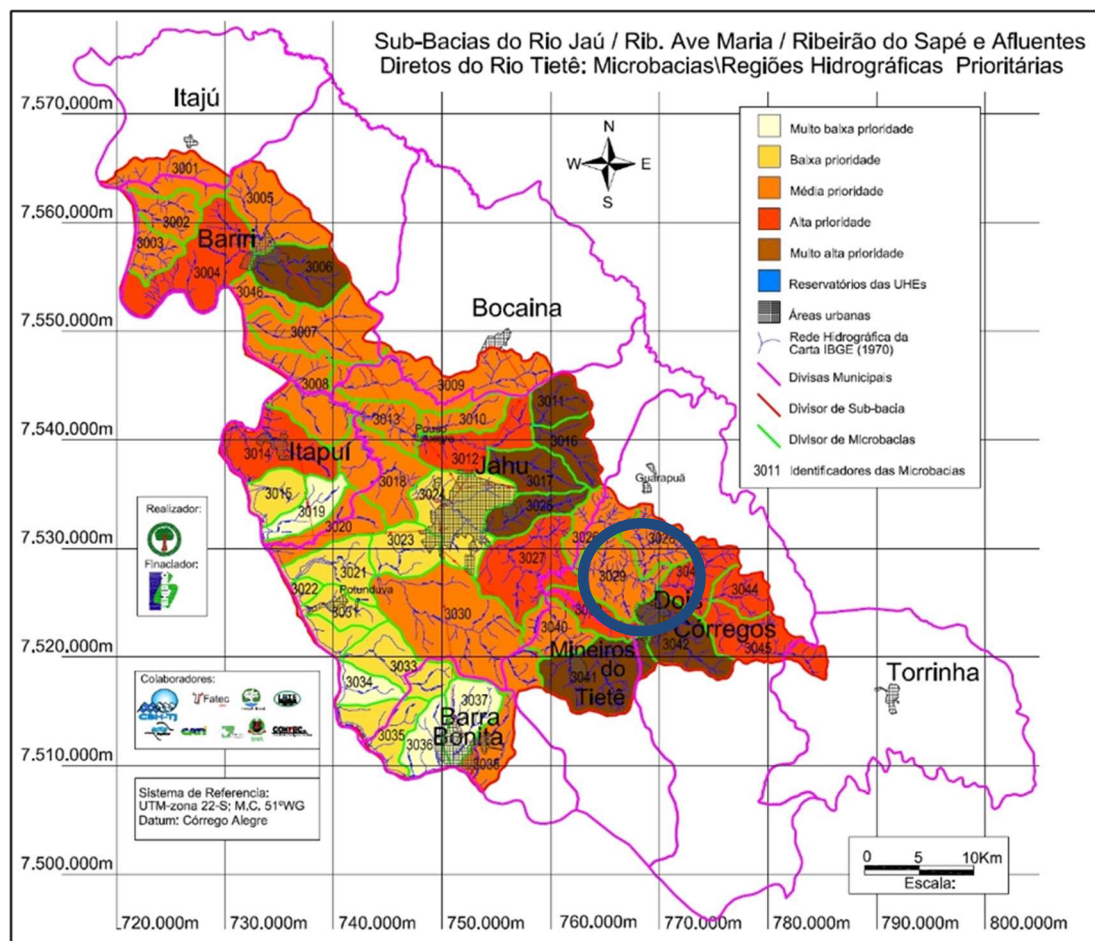 Sub-Bacias do Rio Jaú / Rib. Ave Maria / Ribeirão do Sapé e Afluentes
Diretos do Rio Tietê: Microbacias\Regiões Hidrográficas Prioritárias
7.570.000m
7.560.000m
7.550.000m
7.540.000m
7.530.000m
7.520.000m
7.510.000m
7.500.000m
Itajú
N
W E
S
Muito baixa prioridade
Baixa prioridade
Média prioridade
Alta prioridade
Muito alta prioridade
Reservatórios das UHEs
Áreas urbanas
Rede Hidrográfica da
Carta IBGE (1970)
Divisas Municipais
Divisor de Sub-bacia
Divisor de Microbacias
3011 Identificadores das Microbacias
3001
3005
3002
3003
Bariri
3004
3006
3046
3007
Bocaina
3008
3009
3011
3013
3010
Pouso
Alegre
3016
3014
Itapuí
3012
Jahu
3017
3018
3024
Guarapuã
3015
3019
3025
3020
3023
3027
3021
3029
3022
Potunduva
3031
3030
3044
Doi
Córregos
3040
3042
3045
Mineiros
do
Tietê
3041
3033
3034
3037
Barra
Bonita
3035
3036
3038
Torrinha
Realizador:
Finaciador:
Colaboradores:
CBH-TJ
Fatec
CATI
Sistema de Referencia:
UTM-zona 22-S; M.C. 51ºWG
Datum: Córrego Alegre
0 5 10Km
Escala:
720.000m 730.000m 740.000m 750.000m 760.000m 770.000m 780.000m 790.000m 800.000m